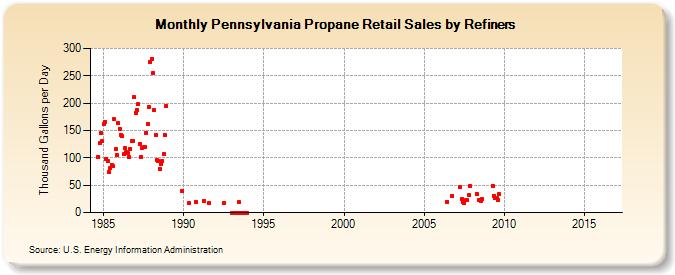 Monthly Pennsylvania Propane Retail Sales by Refiners
Thousand Gallons per Day
300
250
200
150
100
50
0
1985 1990 1995 2000 2005 2010 2015
Source: U.S. Energy Information Administration